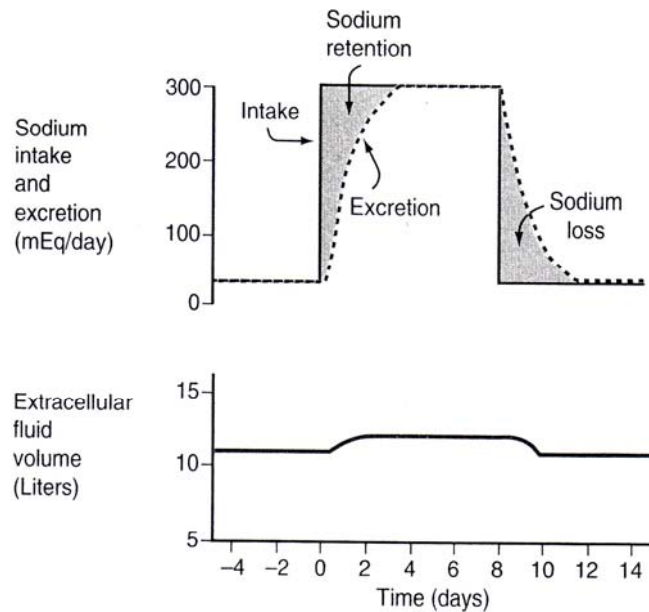 Sodium
retention
300
Intake
Sodium
intake
and
excretion
(mEq/day)
200
Excretion
Sodium
loss
100
0
15
Extracellular
fluid
volume
(Liters)
10
5
−4 −2 0 2 4 6 8 10 12 14
Time (days)